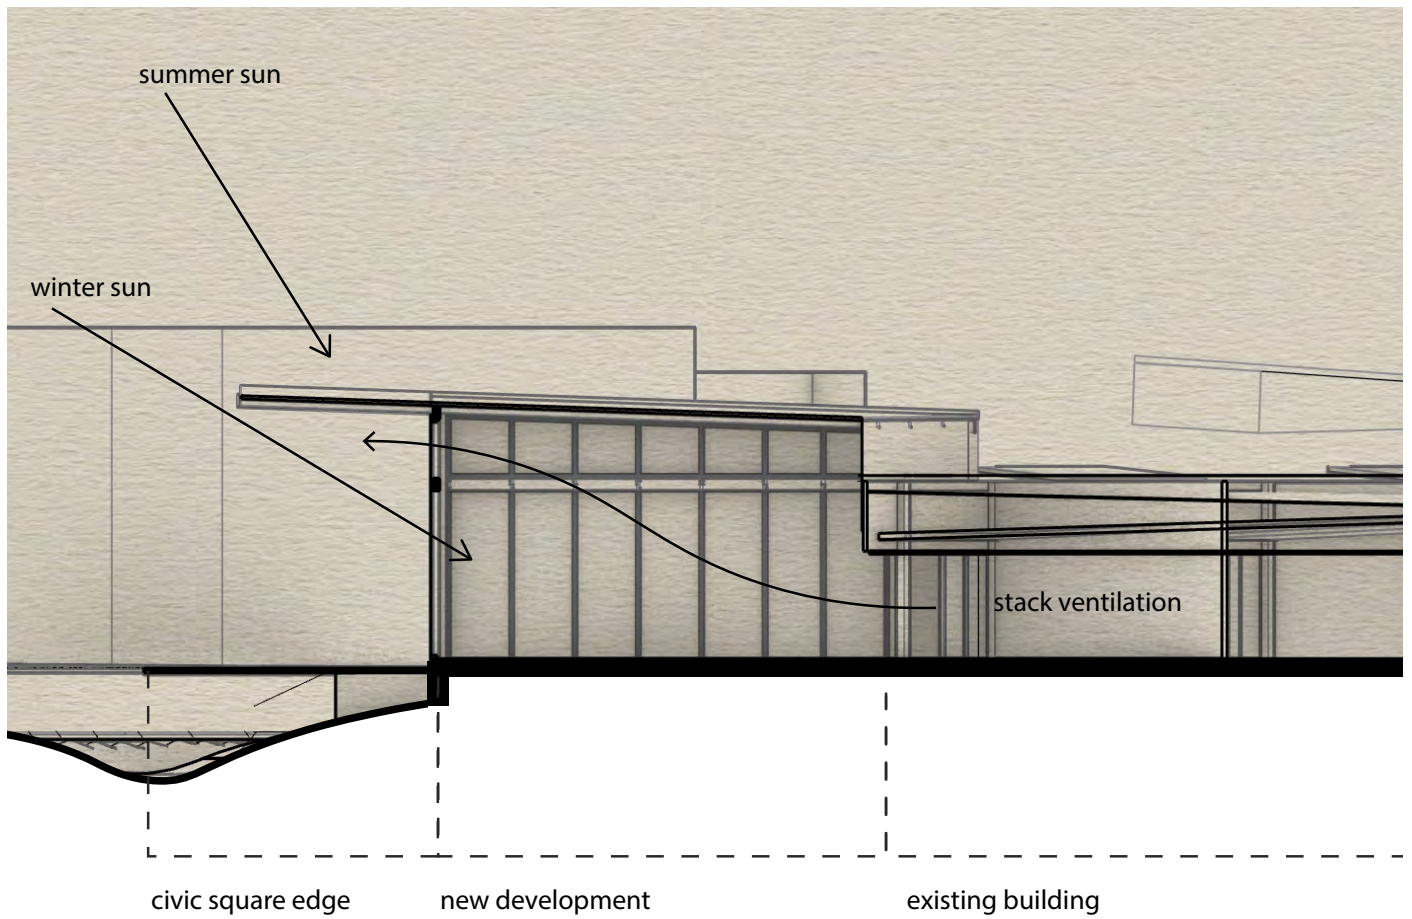 summer sun
winter sun
stack ventilation
civic square edge
new development
existing building